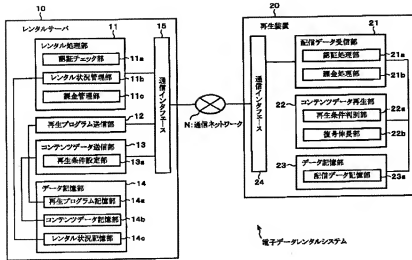 10
レンタルサーバ
11
レンタル処理部
認証チェック部
11a
レンタル状況管理部
11b
課金管理部
11c
再生プログラム送信部
12
コンテンツデータ送信部
13
再生条件設定部
13a
データ記憶部
14
再生プログラム記憶部
14a
コンテンツデータ記憶部
14b
レンタル状況記憶部
14c
15
通信インタフェース
N:通信ネットワーク
20
再生装置
通信インタフェース
24
配信データ受信部
21
認証処理部
21a
課金処理部
21b
コンテンツデータ再生部
22
再生条件判別部
22a
復号伸長部
22b
データ記憶部
23
配信データ記憶部
23a
電子データレンタルシステム